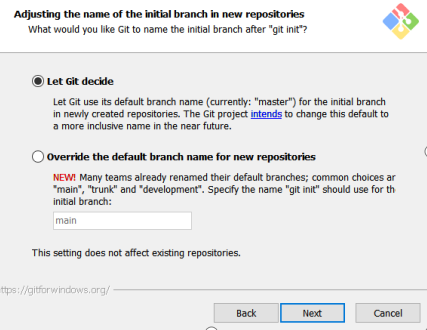 Adjusting the name of the initial branch in new repositories
What would you like Git to name the initial branch after "git init"?
Let Git decide
Let Git use its default branch name (currently: "master") for the initial branch
in newly created repositories. The Git project intends to change this default to
a more inclusive name in the near future.
Override the default branch name for new repositories
NEW! Many teams already renamed their default branches; common choices ar
"main", "trunk" and "development". Specify the name "git init" should use for th
initial branch:
main
This setting does not affect existing repositories.
ttps://gitforwindows.org/
Back Next Cancel